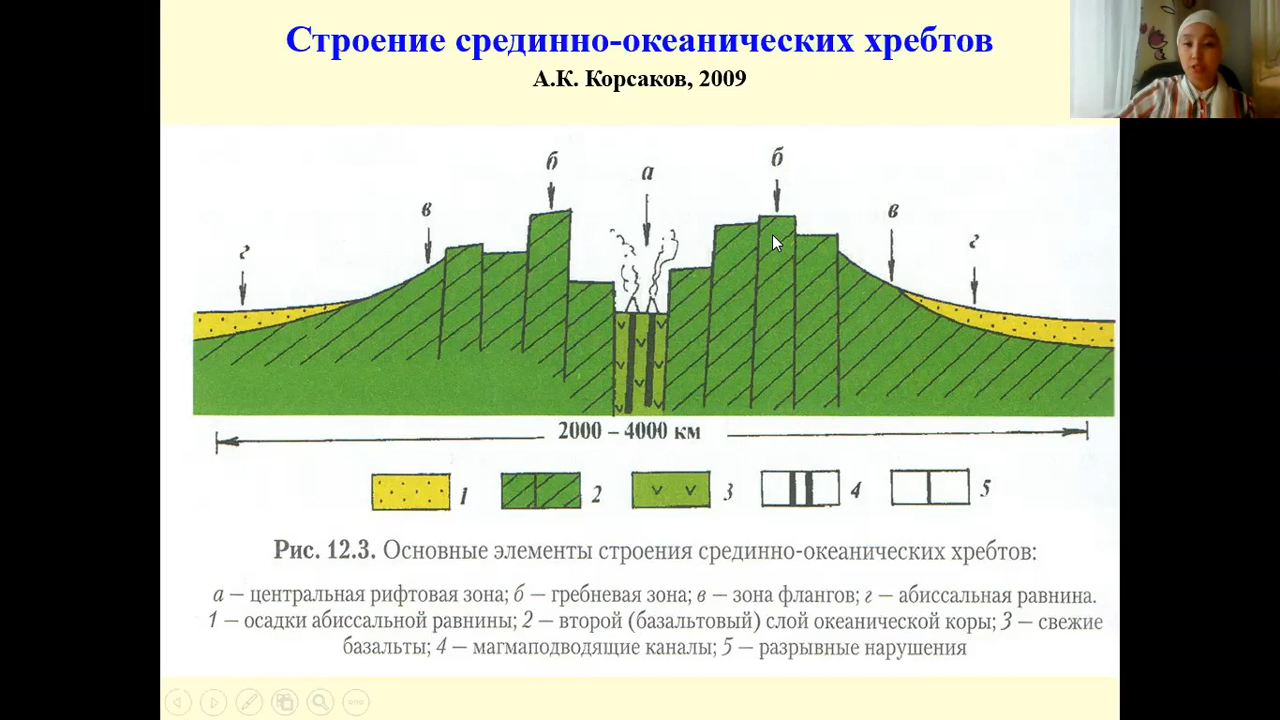 Строение срединно-океанических хребтов
А.К. Корсаков, 2009
б
б
а
в
в
г
г
2000 – 4000 км
1
2
3
4
5
Рис. 12.3. Основные элементы строения срединно-океанических хребтов:
а — центральная рифтовая зона; б — гребневая зона; в — зона флангов; г — абиссальная равнина.
1 — осадки абиссальной равнины; 2 — второй (базальтовый) слой океанической коры; 3 — свежие
базальты; 4 — магмаподводящие каналы; 5 — разрывные нарушения